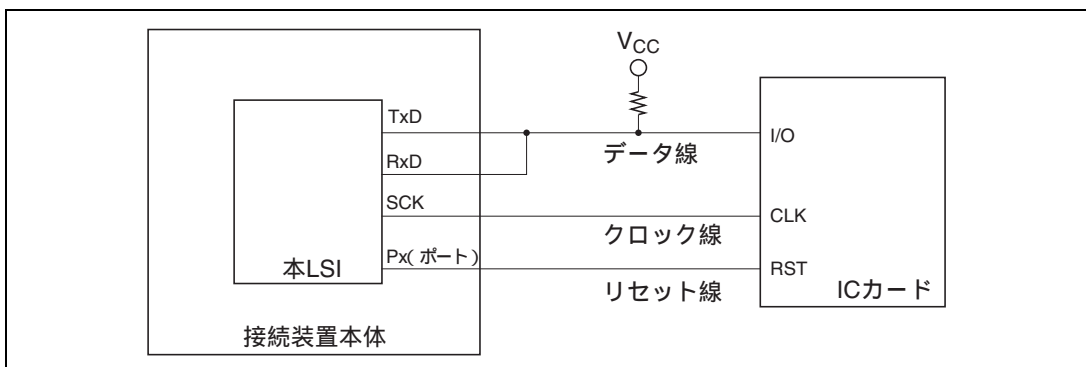 VCC
TxD
I/O
データ線
RxD
SCK
CLK
クロック線
Px(ポート)
RST
本LSI
リセット線
ICカード
接続装置本体